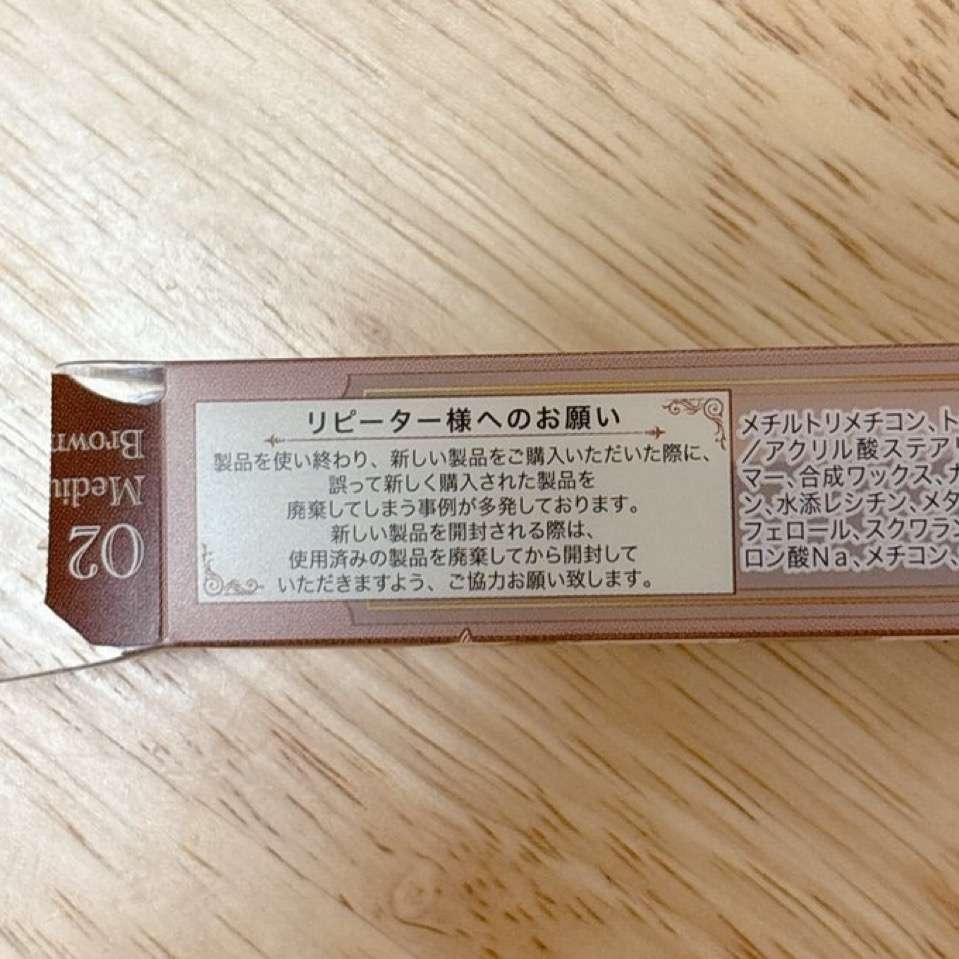 リピーター様へのお願い
製品を使い終わり、新しい製品をご購入いただいた際に、
誤って新しく購入された製品を
廃棄してしまう事例が多発しております。
新しい製品を開封される際は、
使用済みの製品を廃棄してから開封して
いただきますよう、ご協力お願い致します。
メチルトリメチコン、ト
/アクリル酸ステアリ
マー、合成ワックス、
ン、水添レシチン、メタ
フェロール、スクワラン
ロン酸Na、メチコン、
02
Mediu
Brown